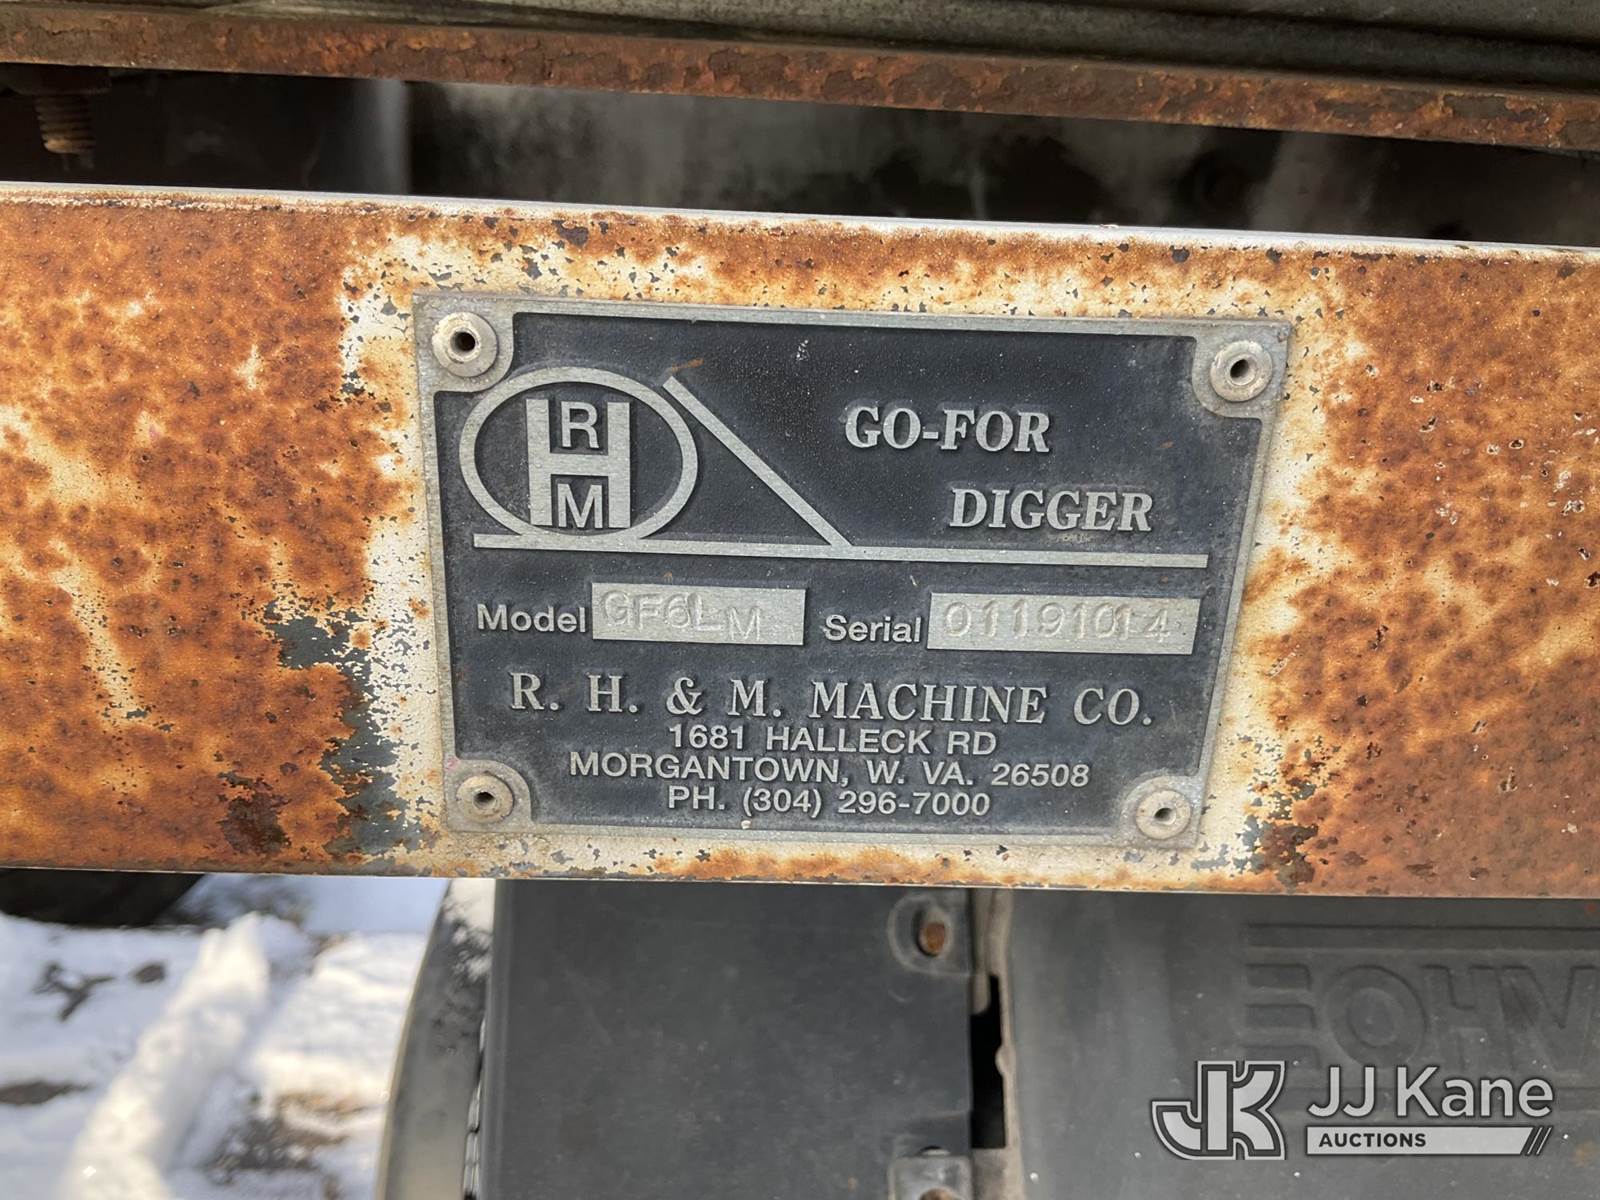 RHM
GO-FOR
DIGGER
Model GF6LM Serial 01191014
R. H. & M. MACHINE CO.
1681 HALLECK RD
MORGANTOWN, W. VA. 26508
PH. (304) 296-7000
JK JJ Kane
AUCTIONS